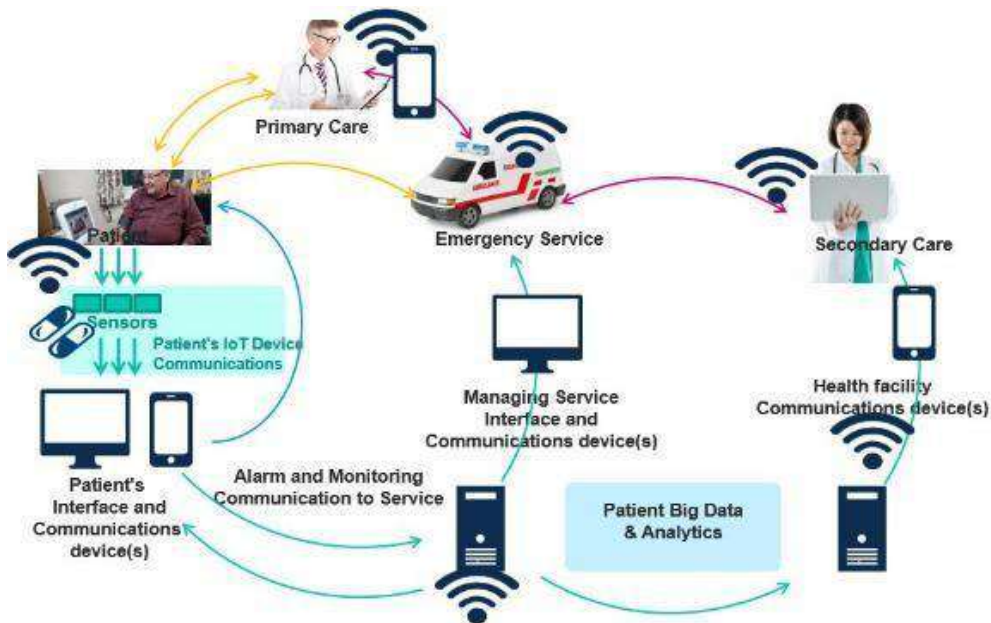 Primary Care
Patient
Emergency Service
Secondary Care
AMBULANCE
Sensors
Patient's IoT Device
Communications
Managing Service
Interface and
Communications device(s)
Health facility
Communications device(s)
Patient's
Interface and
Communications
device(s)
Alarm and Monitoring
Communication to Service
Patient Big Data
& Analytics